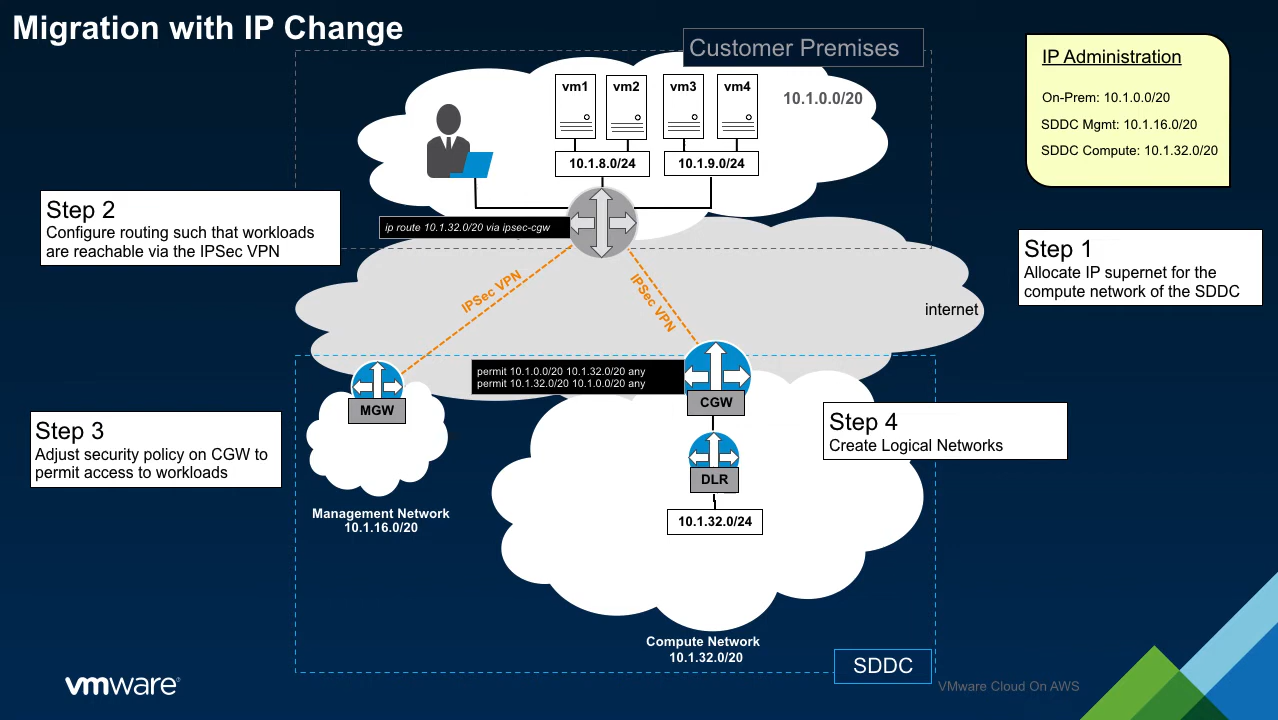 Migration with IP Change
Customer Premises
IP Administration
On-Prem: 10.1.0.0/20
SDDC Mgmt: 10.1.16.0/20
SDDC Compute: 10.1.32.0/20
vm1
vm2
vm3
vm4
10.1.0.0/20
10.1.8.0/24
10.1.9.0/24
Step 2
Configure routing such that workloads
are reachable via the IPSec VPN
ip route 10.1.32.0/20 via ipsec-cgw
Step 1
Allocate IP supernet for the
compute network of the SDDC
IPSec VPN
IPSec VPN
internet
permit 10.1.0.0/20 10.1.32.0/20 any
permit 10.1.32.0/20 10.1.0.0/20 any
MGW
CGW
Step 3
Adjust security policy on CGW to
permit access to workloads
Step 4
Create Logical Networks
DLR
10.1.32.0/24
Management Network
10.1.16.0/20
Compute Network
10.1.32.0/20
SDDC
vmware®
VMware Cloud On AWS